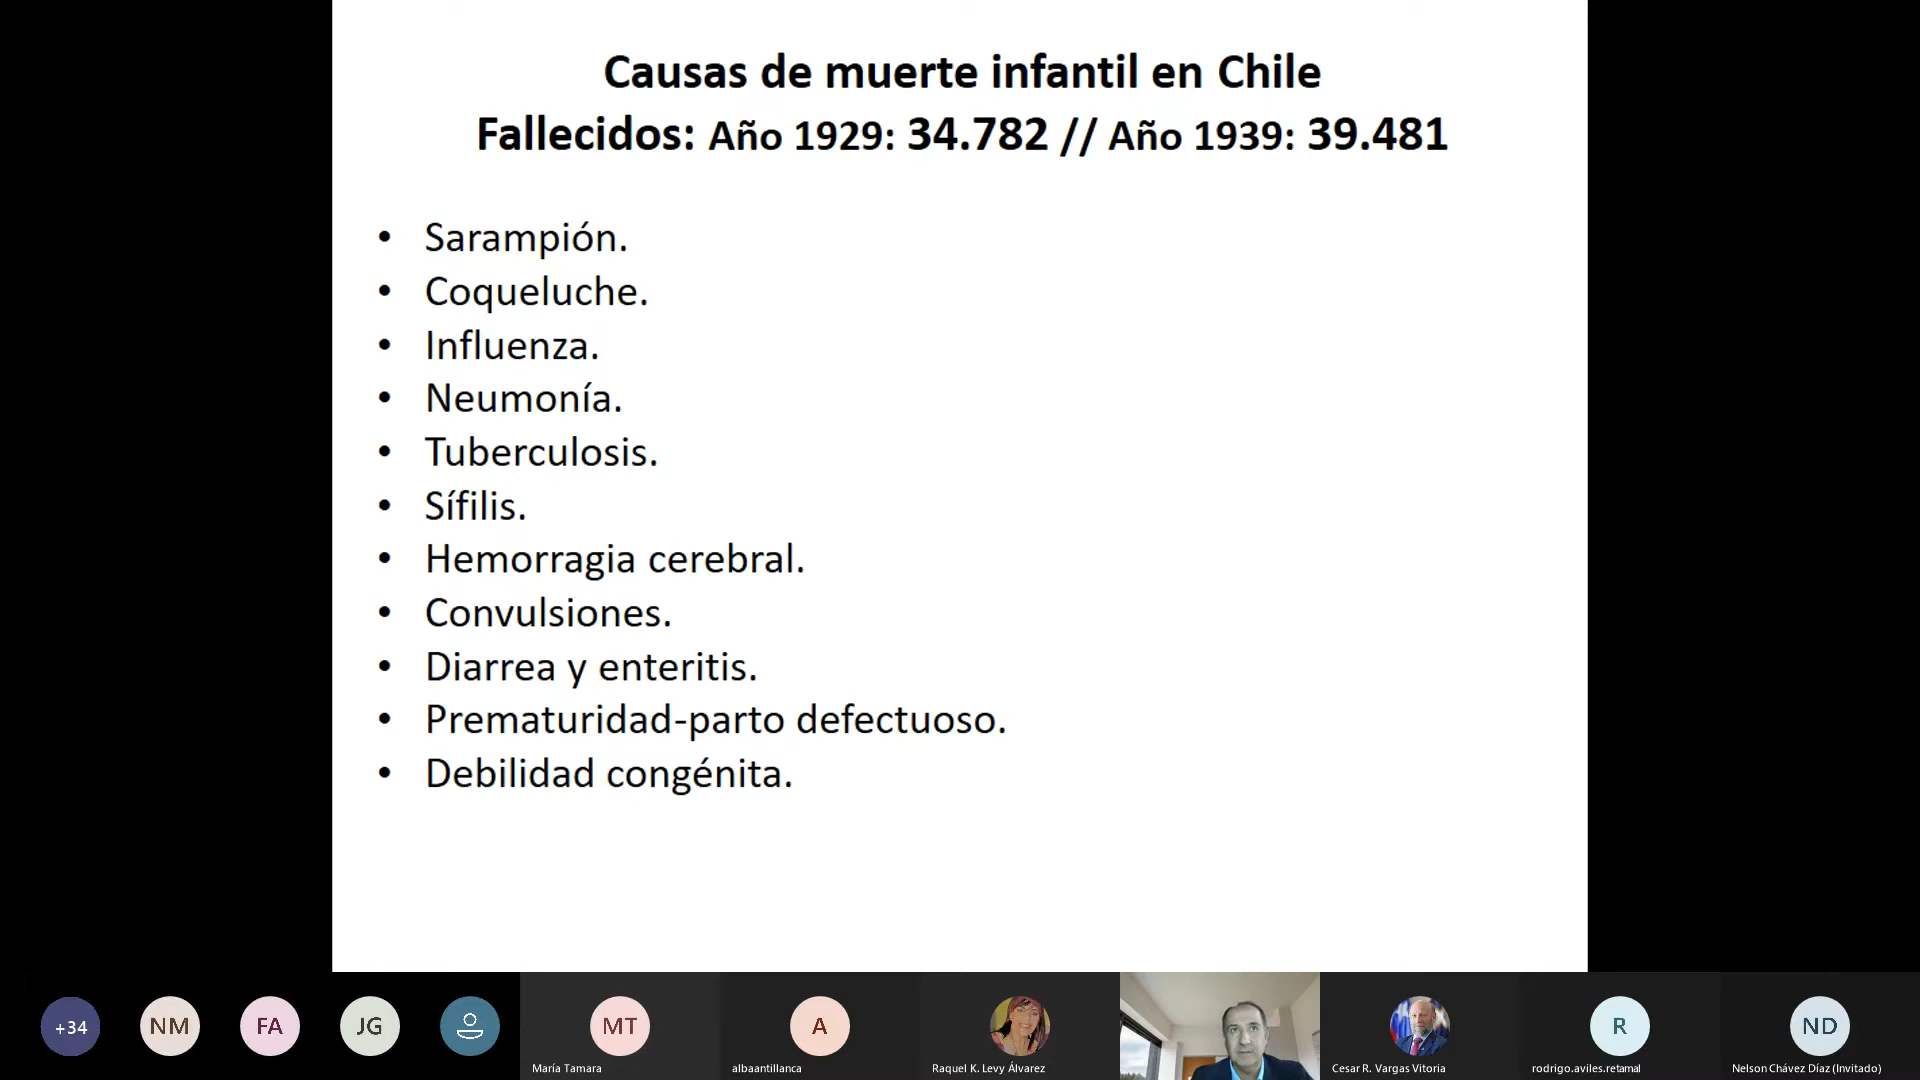 Causas de muerte infantil en Chile
Fallecidos: Año 1929: 34.782 // Año 1939: 39.481
• Sarampión.
• Coqueluche.
• Influenza.
• Neumonía.
• Tuberculosis.
• Sífilis.
• Hemorragia cerebral.
• Convulsiones.
• Diarrea y enteritis.
• Prematuridad-parto defectuoso.
• Debilidad congénita.
+34 NM FA JG MT A R ND
María Tamara albaantillanca Raquel K. Levy Álvarez Cesar R. Vargas Vitoria rodrigo.aviles.retamal Nelson Chávez Díaz (Invitado)